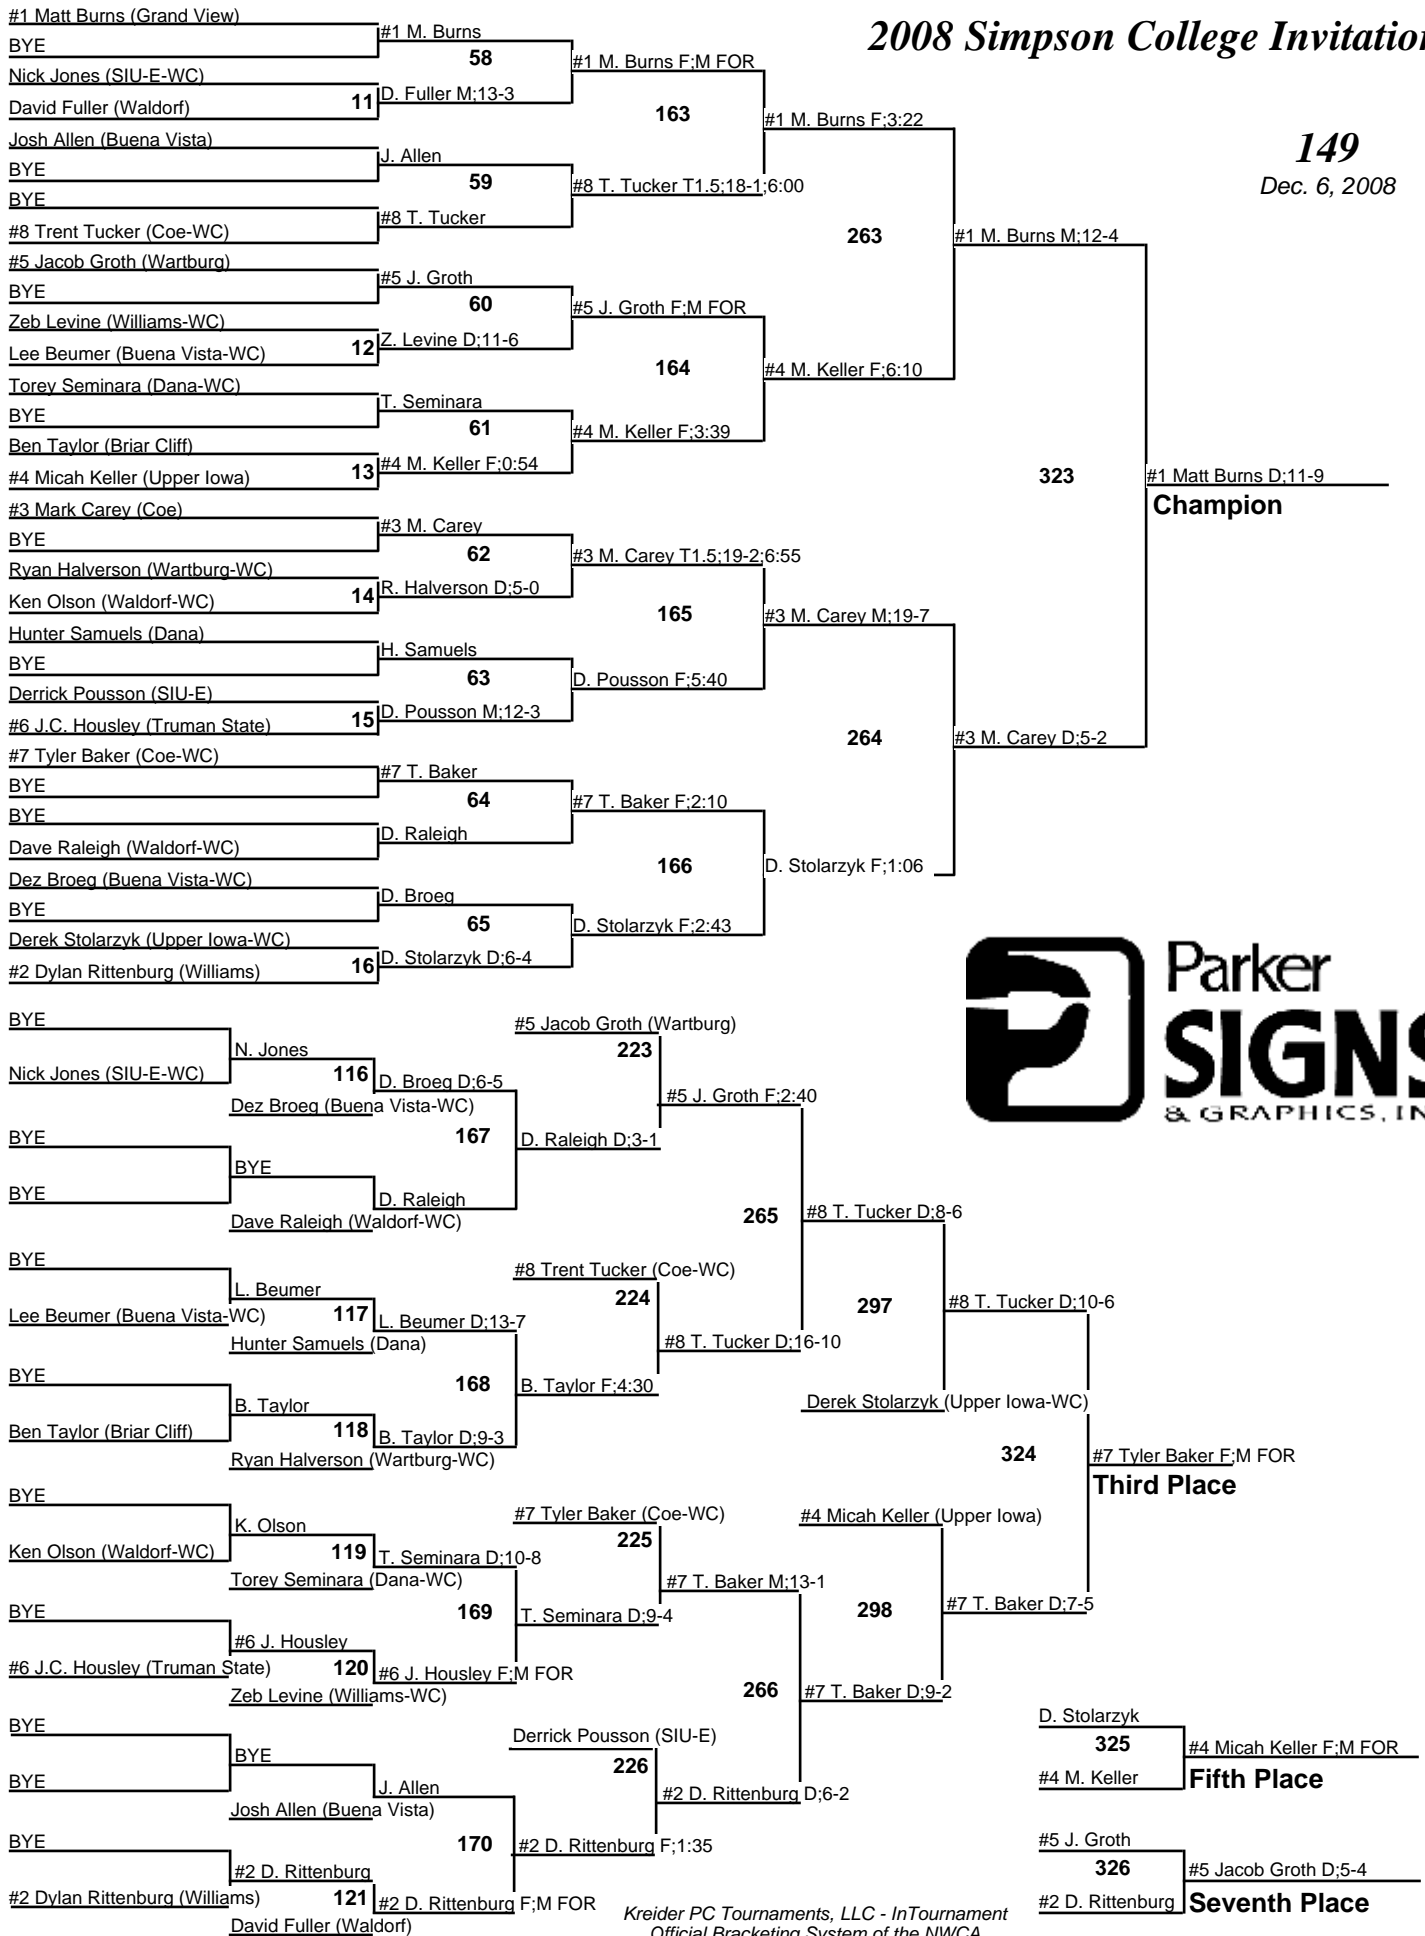 2008 Simpson College Invitation
149
Dec. 6, 2008
#1 Matt Burns (Grand View)
BYE
Nick Jones (SIU-E-WC)
11
David Fuller (Waldorf)
Josh Allen (Buena Vista)
BYE
BYE
#8 Trent Tucker (Coe-WC)
#5 Jacob Groth (Wartburg)
BYE
Zeb Levine (Williams-WC)
12
Lee Beumer (Buena Vista-WC)
Torey Seminara (Dana-WC)
BYE
Ben Taylor (Briar Cliff)
13
#4 Micah Keller (Upper Iowa)
#3 Mark Carey (Coe)
BYE
Ryan Halverson (Wartburg-WC)
14
Ken Olson (Waldorf-WC)
Hunter Samuels (Dana)
BYE
Derrick Pousson (SIU-E)
15
#6 J.C. Housley (Truman State)
#7 Tyler Baker (Coe-WC)
BYE
BYE
Dave Raleigh (Waldorf-WC)
Dez Broeg (Buena Vista-WC)
BYE
Derek Stolarzyk (Upper Iowa-WC)
16
#2 Dylan Rittenburg (Williams)
#1 M. Burns
58
D. Fuller M;13-3
J. Allen
59
#8 T. Tucker
#5 J. Groth
60
Z. Levine D;11-6
T. Seminara
61
#4 M. Keller F;0:54
#3 M. Carey
62
R. Halverson D;5-0
H. Samuels
63
D. Pousson M;12-3
#7 T. Baker
64
D. Raleigh
D. Broeg
65
D. Stolarzyk D;6-4
#1 M. Burns F;M FOR
163
#8 T. Tucker T1.5;18-1;6:00
#5 J. Groth F;M FOR
164
#4 M. Keller F;3:39
#3 M. Carey T1.5;19-2;6:55
165
D. Pousson F;5:40
#7 T. Baker F;2:10
166
D. Stolarzyk F;2:43
#1 M. Burns F;3:22
263
#4 M. Keller F;6:10
#3 M. Carey M;19-7
264
D. Stolarzyk F;1:06
#1 M. Burns M;12-4
323
#3 M. Carey D;5-2
#1 Matt Burns D;11-9
Champion
Parker
SIGNS
& GRAPHICS, IN
BYE
Nick Jones (SIU-E-WC)
BYE
BYE
BYE
Lee Beumer (Buena Vista-WC)
BYE
Ben Taylor (Briar Cliff)
BYE
Ken Olson (Waldorf-WC)
BYE
#6 J.C. Housley (Truman State)
BYE
BYE
BYE
#2 Dylan Rittenburg (Williams)
N. Jones
116
Dez Broeg (Buena Vista-WC)
BYE
Dave Raleigh (Waldorf-WC)
L. Beumer
117
Hunter Samuels (Dana)
B. Taylor
118
Ryan Halverson (Wartburg-WC)
K. Olson
119
Torey Seminara (Dana-WC)
#6 J. Housley
120
Zeb Levine (Williams-WC)
BYE
Josh Allen (Buena Vista)
#2 D. Rittenburg
121
David Fuller (Waldorf)
D. Broeg D;6-5
167
D. Raleigh
L. Beumer D;13-7
168
B. Taylor D;9-3
T. Seminara D;10-8
169
#6 J. Housley F;M FOR
J. Allen
170
#2 D. Rittenburg F;M FOR
#5 Jacob Groth (Wartburg)
223
D. Raleigh D;3-1
#8 Trent Tucker (Coe-WC)
224
B. Taylor F;4:30
#7 Tyler Baker (Coe-WC)
225
T. Seminara D;9-4
Derrick Pousson (SIU-E)
226
#2 D. Rittenburg F;1:35
#5 J. Groth F;2:40
265
#8 T. Tucker D;16-10
#7 T. Baker M;13-1
266
#2 D. Rittenburg D;6-2
#8 T. Tucker D;8-6
297
Derek Stolarzyk (Upper Iowa-WC)
#4 Micah Keller (Upper Iowa)
298
#7 T. Baker D;9-2
#8 T. Tucker D;10-6
324
#7 T. Baker D;7-5
#7 Tyler Baker F;M FOR
Third Place
D. Stolarzyk
325
#4 M. Keller
#4 Micah Keller F;M FOR
Fifth Place
#5 J. Groth
326
#2 D. Rittenburg
#5 Jacob Groth D;5-4
Seventh Place
Kreider PC Tournaments, LLC - InTournament
Official Bracketing System of the NWCA